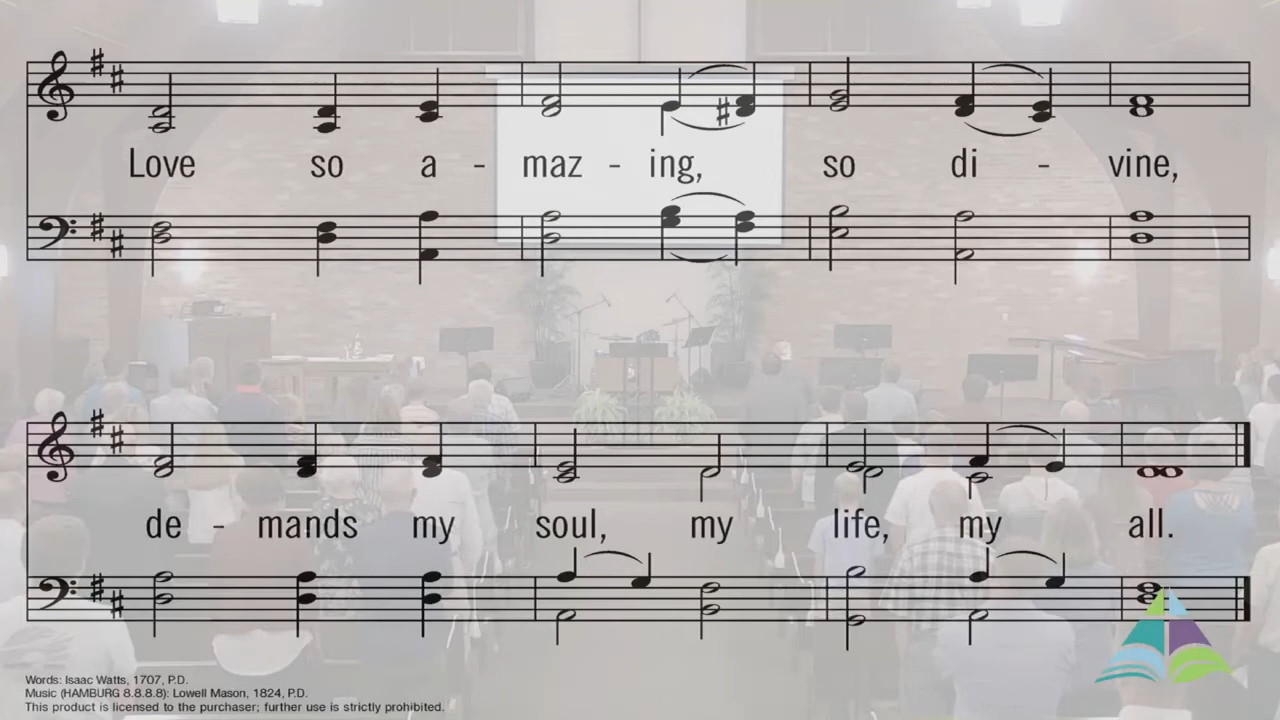 Love so a - maz - ing, so di - vine,
de - mands my soul, my life, my all.
Words: Isaac Watts, 1707, P.D.
Music (HAMBURG 8.8.8.8): Lowell Mason, 1824, P.D.
This product is licensed to the purchaser; further use is strictly prohibited.